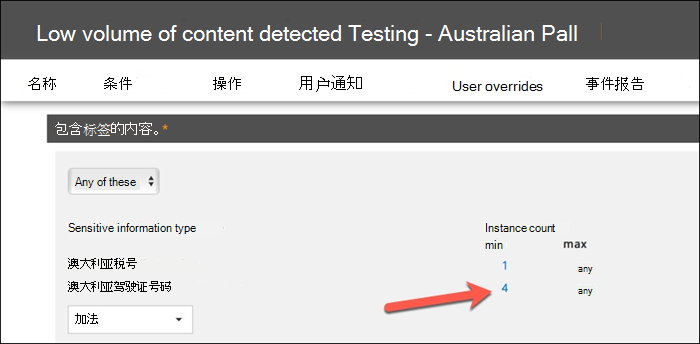 Low volume of content detected Testing - Australian Pall
名称 条件 操作 用户通知 User overrides 事件报告
包含标签的内容。*
Any of these
Sensitive information type Instance count
min max
澳大利亚税号 1 any
澳大利亚驾驶证号码 4 any
加法